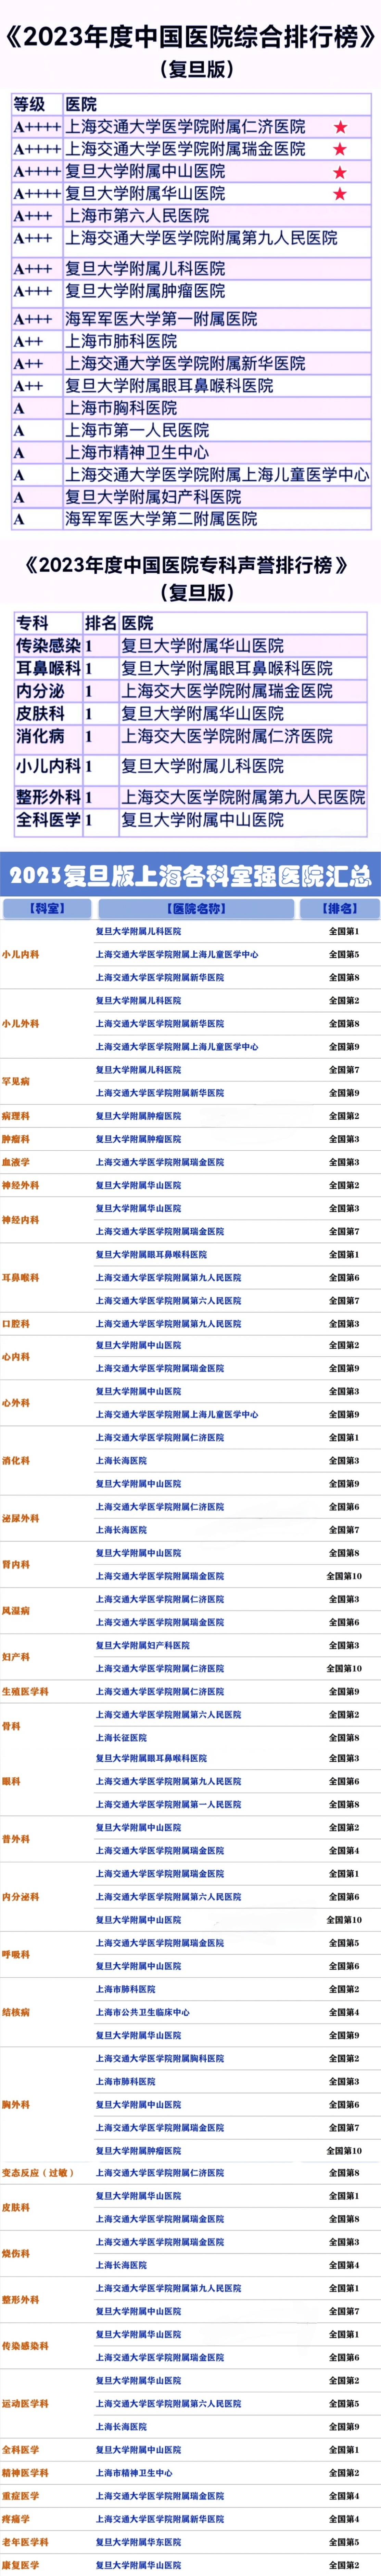 《2023年度中国医院综合排行榜》
（复旦版）
等级 医院
A++++ 上海交通大学医学院附属仁济医院 ★
A++++ 上海交通大学医学院附属瑞金医院 ★
A++++ 复旦大学附属中山医院 ★
A++++ 复旦大学附属华山医院 ★
A+++ 上海市第六人民医院
A+++ 上海交通大学医学院附属第九人民医院
A+++ 复旦大学附属儿科医院
A+++ 复旦大学附属肿瘤医院
A+++ 海军军医大学第一附属医院
A++ 上海市肺科医院
A++ 上海交通大学医学院附属新华医院
A++ 复旦大学附属眼耳鼻喉科医院
A 上海市胸科医院
A 上海市第一人民医院
A 上海市精神卫生中心
A 上海交通大学医学院附属上海儿童医学中心
A 复旦大学附属妇产科医院
A 海军军医大学第二附属医院
《2023年度中国医院专科声誉排行榜》
（复旦版）
专科 排名 医院
传染感染 1 复旦大学附属华山医院
耳鼻喉科 1 复旦大学附属眼耳鼻喉科医院
内分泌 1 上海交大医学院附属瑞金医院
皮肤科 1 复旦大学附属华山医院
消化病 1 上海交大医学院附属仁济医院
小儿内科 1 复旦大学附属儿科医院
整形外科 1 上海交大医学院附属第九人民医院
全科医学 1 复旦大学附属中山医院
2023复旦版上海各科室强医院汇总
【科室】 【医院名称】 【排名】
小儿内科 复旦大学附属儿科医院 全国第1
上海交通大学医学院附属上海儿童医学中心 全国第5
上海交通大学医学院附属新华医院 全国第8
小儿外科 复旦大学附属儿科医院 全国第2
上海交通大学医学院附属新华医院 全国第8
上海交通大学医学院附属上海儿童医学中心 全国第9
罕见病 复旦大学附属儿科医院 全国第7
上海交通大学医学院附属新华医院 全国第9
病理科 复旦大学附属肿瘤医院 全国第2
肿瘤科 复旦大学附属肿瘤医院 全国第3
血液学 上海交通大学医学院附属瑞金医院 全国第3
神经外科 复旦大学附属华山医院 全国第2
神经内科 复旦大学附属华山医院 全国第3
上海交通大学医学院附属瑞金医院 全国第7
耳鼻喉科 复旦大学附属眼耳鼻喉科医院 全国第1
上海交通大学医学院附属第九人民医院 全国第6
上海交通大学医学院附属第六人民医院 全国第7
口腔科 上海交通大学医学院附属第九人民医院 全国第3
心内科 复旦大学附属中山医院 全国第2
上海交通大学医学院附属瑞金医院 全国第9
心外科 复旦大学附属中山医院 全国第3
上海交通大学医学院附属上海儿童医学中心 全国第9
消化科 上海交通大学医学院附属仁济医院 全国第1
上海长海医院 全国第3
复旦大学附属中山医院 全国第9
泌尿外科 上海交通大学医学院附属仁济医院 全国第6
上海长海医院 全国第7
肾内科 复旦大学附属中山医院 全国第8
上海交通大学医学院附属瑞金医院 全国第10
风湿病 上海交通大学医学院附属仁济医院 全国第3
上海交通大学医学院附属瑞金医院 全国第6
妇产科 复旦大学附属妇产科医院 全国第3
上海交通大学医学院附属仁济医院 全国第10
生殖医学科 上海交通大学医学院附属仁济医院 全国第9
骨科 上海交通大学医学院附属第六人民医院 全国第2
上海长征医院 全国第8
眼科 复旦大学附属眼耳鼻喉科医院 全国第3
上海交通大学医学院附属第九人民医院 全国第6
上海交通大学医学院附属第一人民医院 全国第8
普外科 复旦大学附属中山医院 全国第2
上海交通大学医学院附属瑞金医院 全国第4
内分泌科 上海交通大学医学院附属瑞金医院 全国第1
上海交通大学医学院附属第六人民医院 全国第6
复旦大学附属中山医院 全国第10
呼吸科 上海交通大学医学院附属瑞金医院 全国第5
复旦大学附属中山医院 全国第6
结核病 上海市肺科医院 全国第2
上海市公共卫生临床中心 全国第4
复旦大学附属华山医院 全国第9
胸外科 上海交通大学医学院附属胸科医院 全国第2
上海市肺科医院 全国第3
复旦大学附属中山医院 全国第6
上海交通大学医学院附属瑞金医院 全国第7
复旦大学附属肿瘤医院 全国第10
变态反应（过敏） 上海交通大学医学院附属仁济医院 全国第8
皮肤科 复旦大学附属华山医院 全国第1
上海交通大学医学院附属瑞金医院 全国第8
烧伤科 上海交通大学医学院附属瑞金医院 全国第3
上海长海医院 全国第4
整形外科 上海交通大学医学院附属第九人民医院 全国第1
复旦大学附属中山医院 全国第7
传染感染科 复旦大学附属华山医院 全国第1
上海交通大学医学院附属瑞金医院 全国第6
运动医学科 复旦大学附属华山医院 全国第2
上海交通大学医学院附属第六人民医院 全国第5
上海长海医院 全国第9
全科医学 复旦大学附属中山医院 全国第1
精神医学科 上海市精神卫生中心 全国第2
重症医学 上海交通大学医学院附属瑞金医院 全国第4
疼痛学 上海交通大学医学院附属新华医院 全国第4
老年医学科 复旦大学附属华东医院 全国第5
康复医学 复旦大学附属华山医院 全国第2